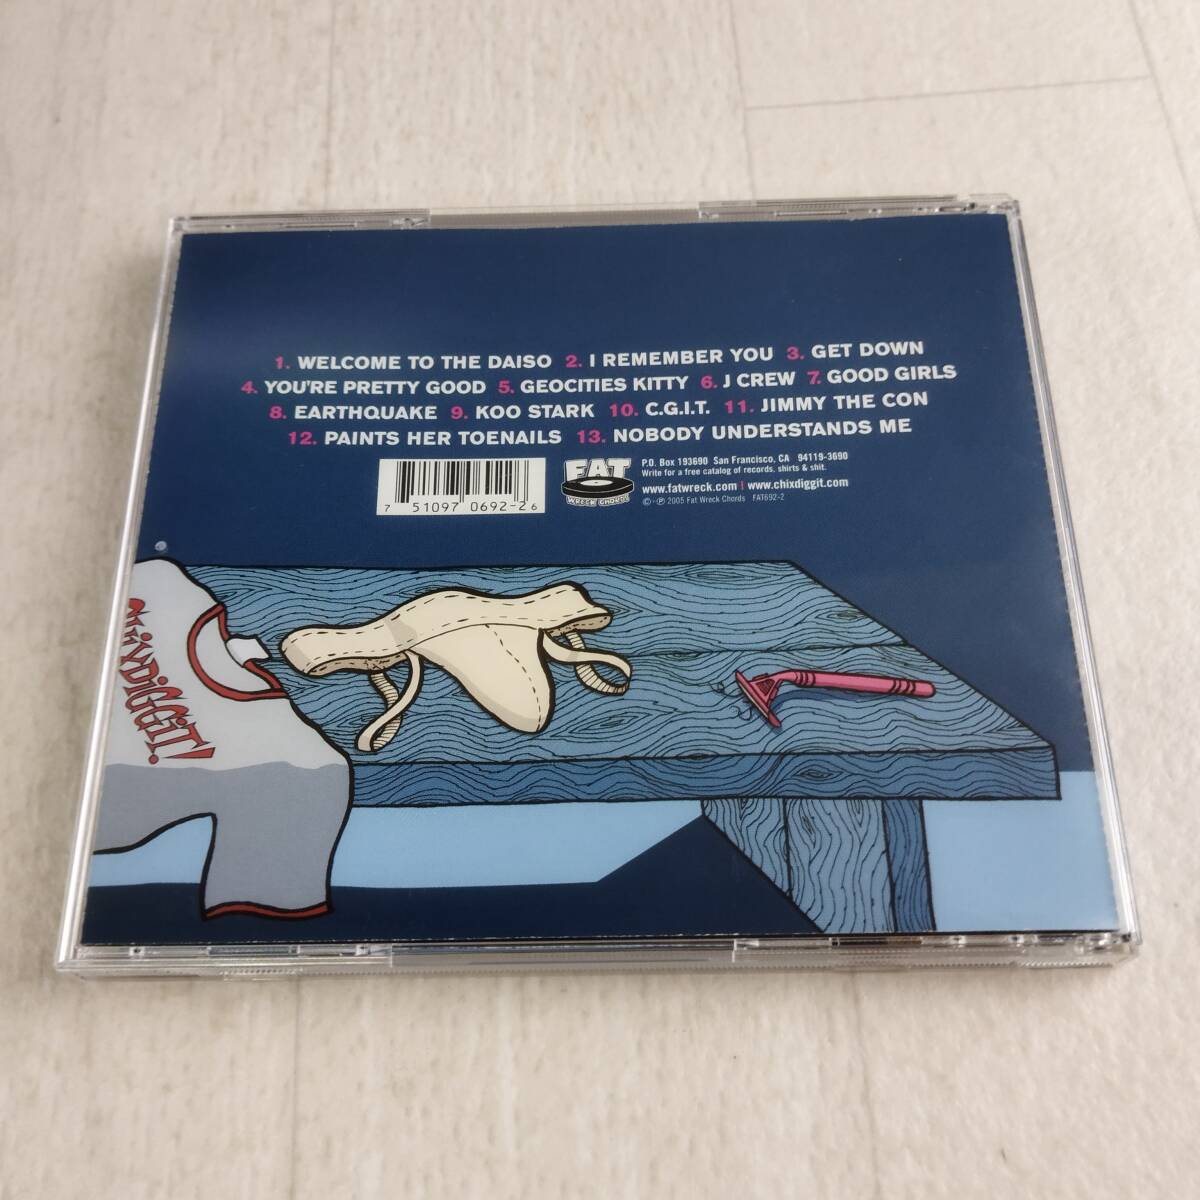 1. WELCOME TO THE DAISO 2. I REMEMBER YOU 3. GET DOWN
4. YOU'RE PRETTY GOOD 5. GEOCITIES KITTY 6. J CREW 7. GOOD GIRLS
8. EARTHQUAKE 9. KOO STARK 10. C.G.I.T. 11. JIMMY THE CON
12. PAINTS HER TOENAILS 13. NOBODY UNDERSTANDS ME
7 51097 0692-2 6
FAT
WRECK CHORDS
P.O. Box 193690 San Francisco, CA 94119-3690
Write for a free catalog of records, shirts & shit.
www.fatwreck.com ! www.chixdiggit.com
©+℗ 2005 Fat Wreck Chords FAT692-2
CHIXDIGGIT!